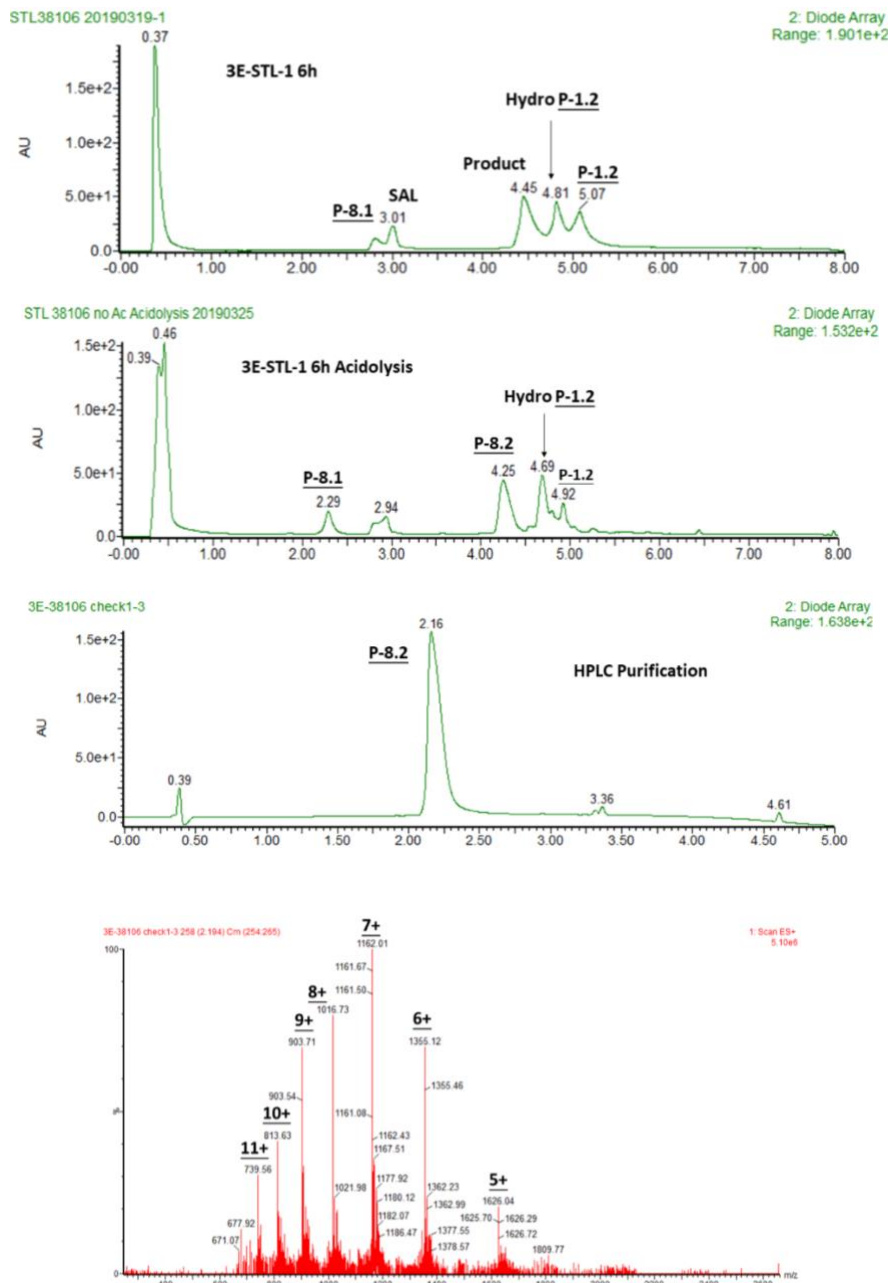 STL38106 20190319-1
2: Diode Array
Range: 1.901e+2
0.37
3E-STL-1 6h
Hydro P-1.2
Product
P-1.2
4.45
4.81
5.07
SAL
P-8.1
3.01
AU
1.5e+2
1.0e+2
5.0e+1
0.0
-0.00 1.00 2.00 3.00 4.00 5.00 6.00 7.00 8.00
STL 38106 no Ac Acidolysis 20190325
2: Diode Array
Range: 1.532e+2
0.46
0.39
3E-STL-1 6h Acidolysis
Hydro P-1.2
P-8.2
4.25
4.69
P-1.2
4.92
P-8.1
2.29
2.94
AU
1.5e+2
1.0e+2
5.0e+1
0.0
-0.00 1.00 2.00 3.00 4.00 5.00 6.00 7.00 8.00
3E-38106 check1-3
2: Diode Array
Range: 1.638e+2
2.16
P-8.2
HPLC Purification
0.39
3.36
4.61
AU
1.5e+2
1.0e+2
5.0e+1
0.0
-0.00 0.50 1.00 1.50 2.00 2.50 3.00 3.50 4.00 4.50 5.00
3E-38106 check1-3 258 (2.194) Cm (254:265)
1: Scan ES+
5.10e6
100
%
0
7+
1162.01
1161.67
1161.50
8+
1016.73
9+
903.71
6+
1355.12
1355.46
903.54
1161.08
10+
813.63
1162.43
1167.51
11+
739.56
1177.92
1180.12
1182.07
1186.47
1021.98
1362.23
1362.99
1377.55
1378.57
677.92
671.07
5+
1626.04
1625.70
1626.29
1626.72
1809.77
m/z